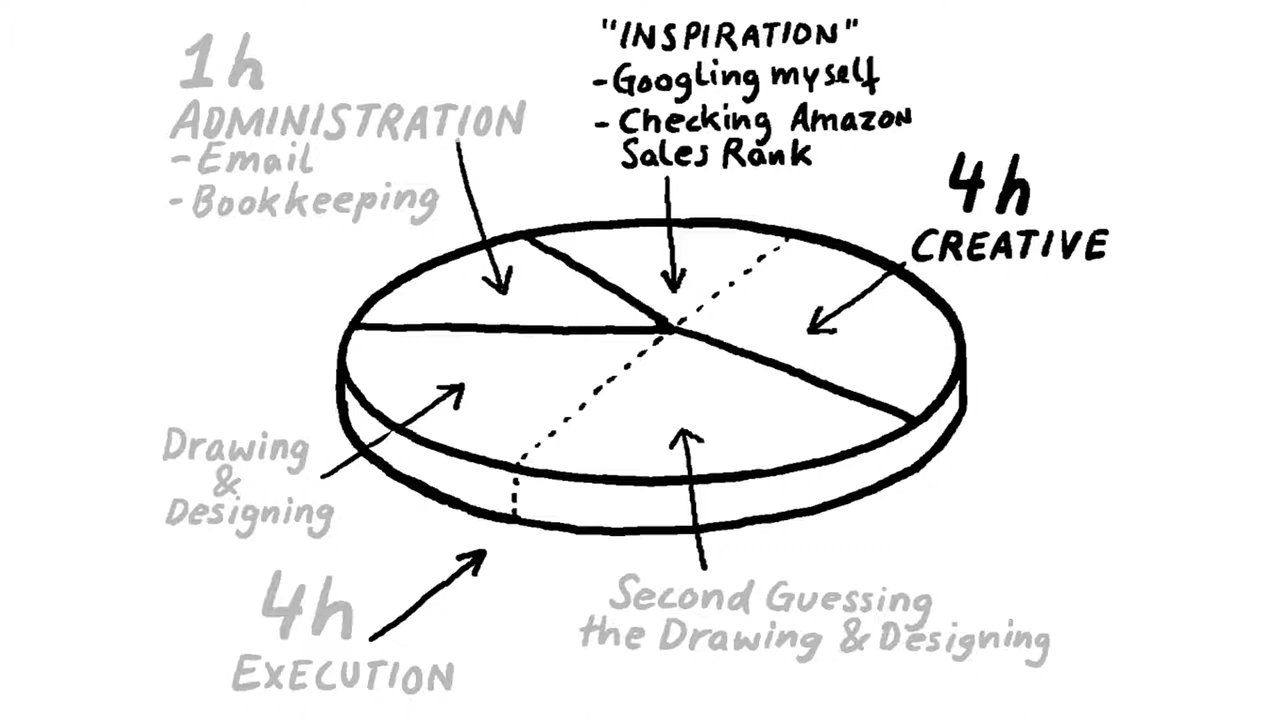 1h
ADMINISTRATION
- Email
- Bookkeeping
"INSPIRATION"
- Googling myself
- Checking Amazon
Sales Rank
4h
CREATIVE
Drawing
&
Designing
4h
EXECUTION
Second Guessing
the Drawing & Designing